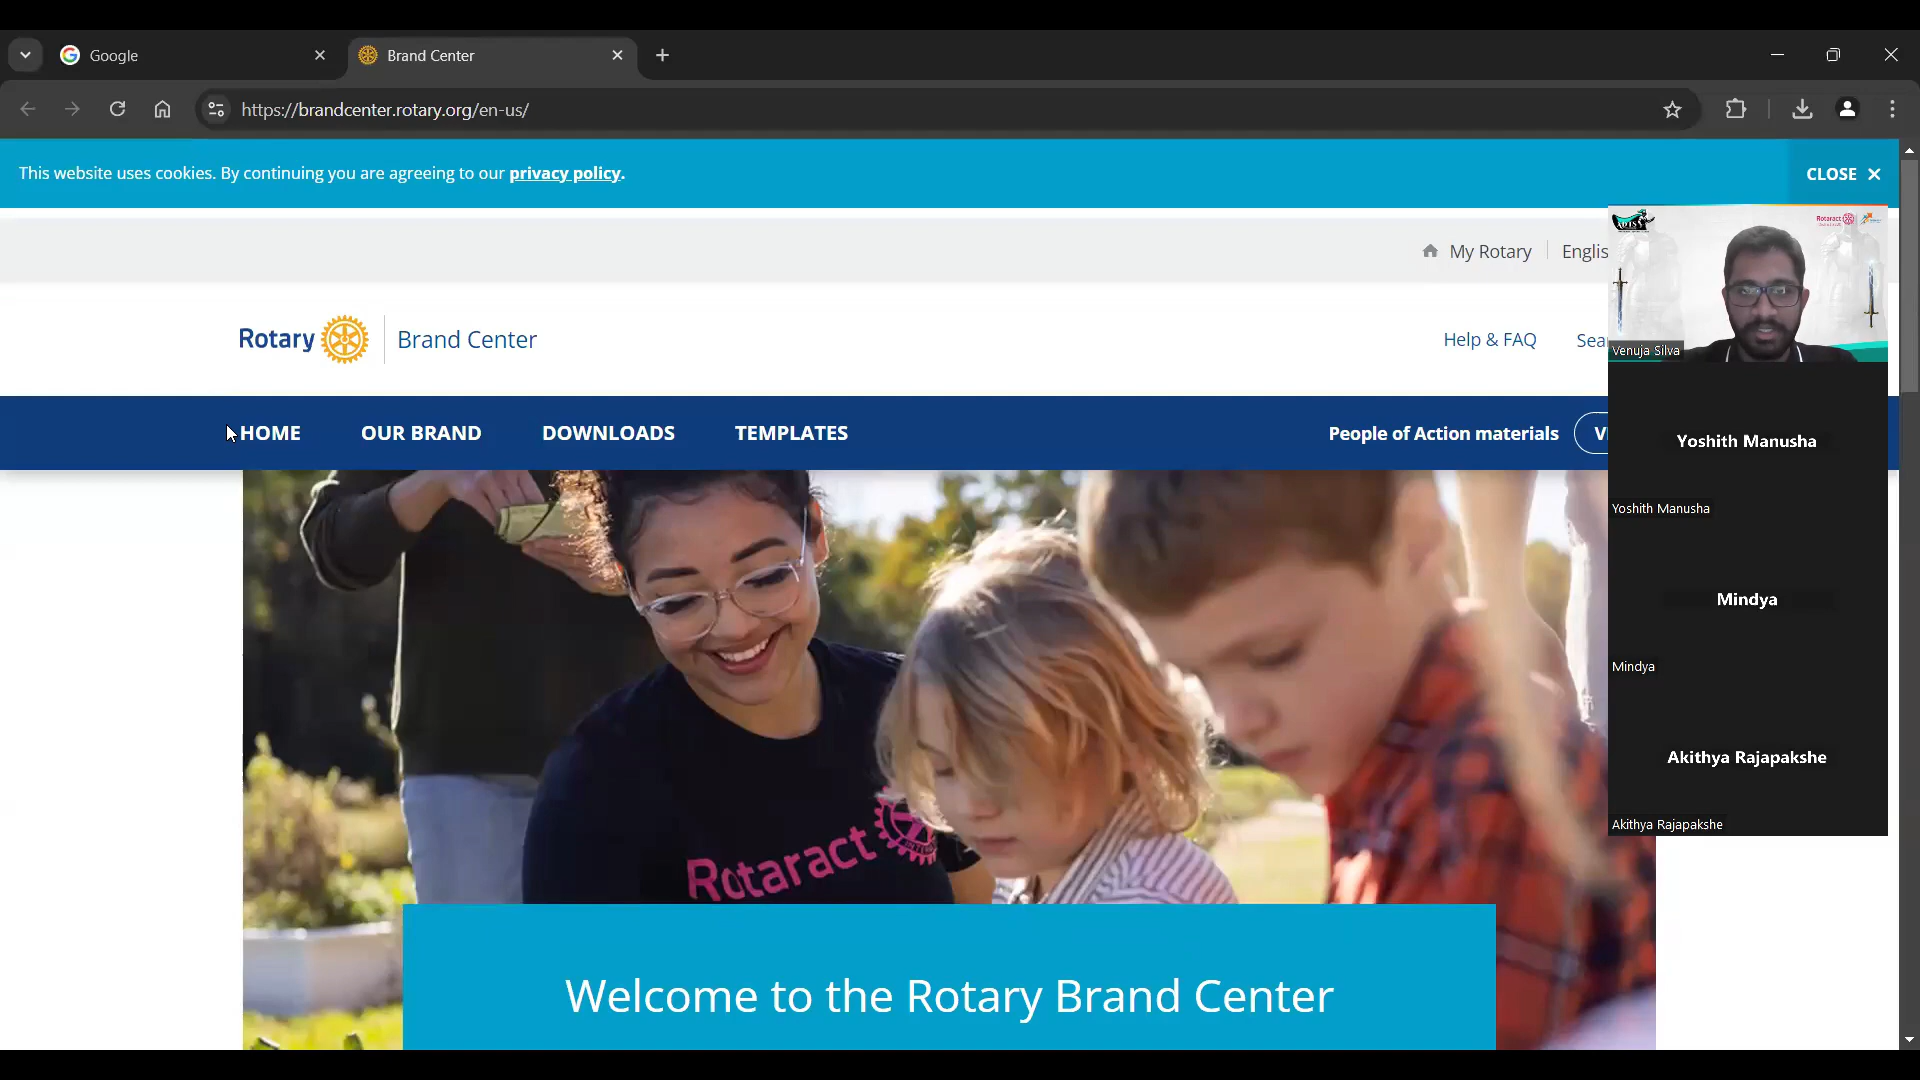 Google
Brand Center
https://brandcenter.rotary.org/en-us/
This website uses cookies. By continuing you are agreeing to our privacy policy.
CLOSE
My Rotary
Englis
Rotary
Brand Center
Help & FAQ
Sea
Rotaract
Venuja Silva
HOME
OUR BRAND
DOWNLOADS
TEMPLATES
People of Action materials
VI
Yoshith Manusha
Yoshith Manusha
Mindya
Mindya
Akithya Rajapakshe
Akithya Rajapakshe
Rotaract
Welcome to the Rotary Brand Center